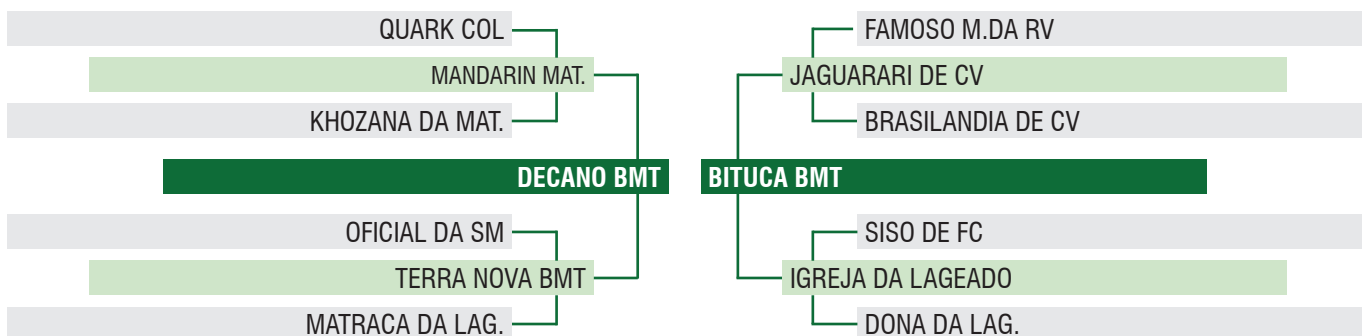 QUARK COL
MANDARIN MAT.
KHOZANA DA MAT.
DECANO BMT
OFICIAL DA SM
TERRA NOVA BMT
MATRACA DA LAG.
FAMOSO M.DA RV
JAGUARARI DE CV
BRASILANDIA DE CV
BITUCA BMT
SISO DE FC
IGREJA DA LAGEADO
DONA DA LAG.